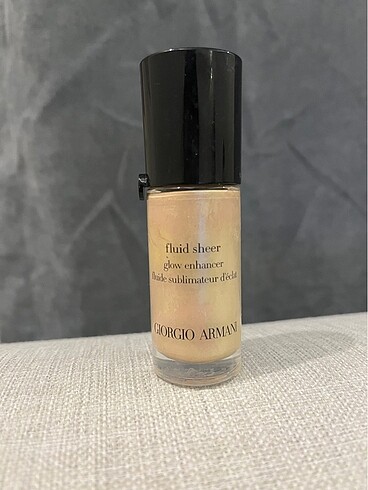 fluid sheer
glow enhancer
fluide sublimateur d'éclat
GIORGIO ARMANI